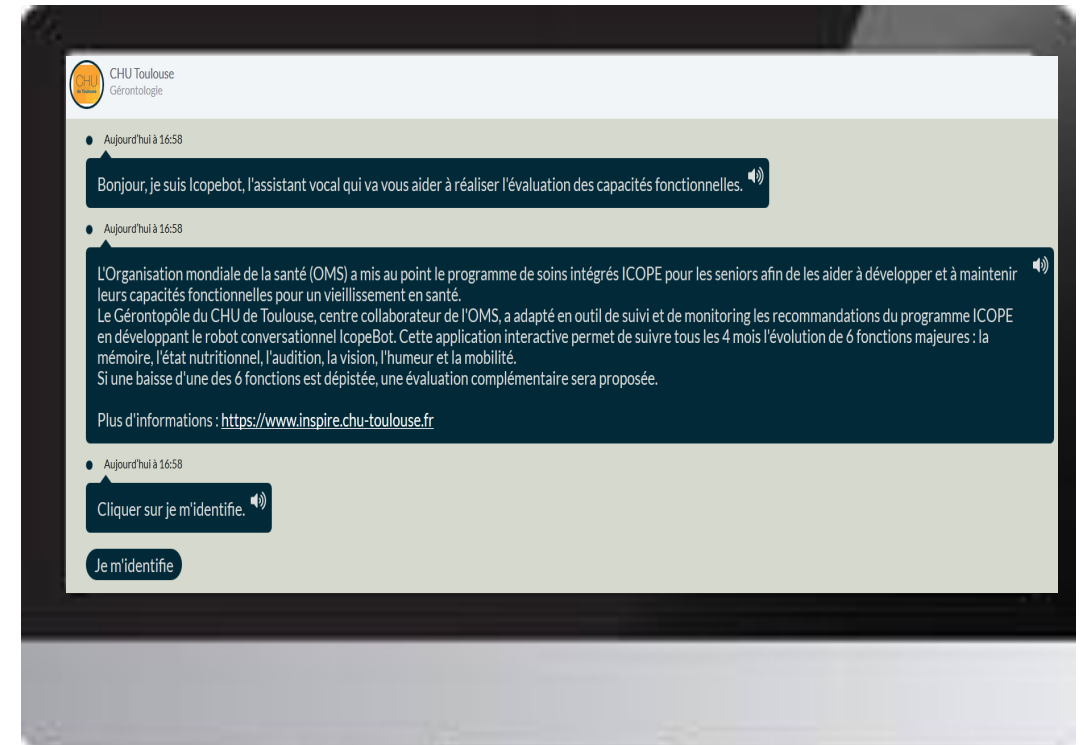 CHU
de Toulouse
CHU Toulouse
Gérontologie
Aujourd'hui à 16:58
Bonjour, je suis Icopebot, l'assistant vocal qui va vous aider à réaliser l'évaluation des capacités fonctionnelles.
Aujourd'hui à 16:58
L'Organisation mondiale de la santé (OMS) a mis au point le programme de soins intégrés ICOPE pour les seniors afin de les aider à développer et à maintenir
leurs capacités fonctionnelles pour un vieillissement en santé.
Le Gérontopôle du CHU de Toulouse, centre collaborateur de l'OMS, a adapté en outil de suivi et de monitoring les recommandations du programme ICOPE
en développant le robot conversationnel IcopeBot. Cette application interactive permet de suivre tous les 4 mois l'évolution de 6 fonctions majeures : la
mémoire, l'état nutritionnel, l'audition, la vision, l'humeur et la mobilité.
Si une baisse d'une des 6 fonctions est dépistée, une évaluation complémentaire sera proposée.
Plus d'informations : https://www.inspire.chu-toulouse.fr
Aujourd'hui à 16:58
Cliquer sur je m'identifie.
Je m'identifie